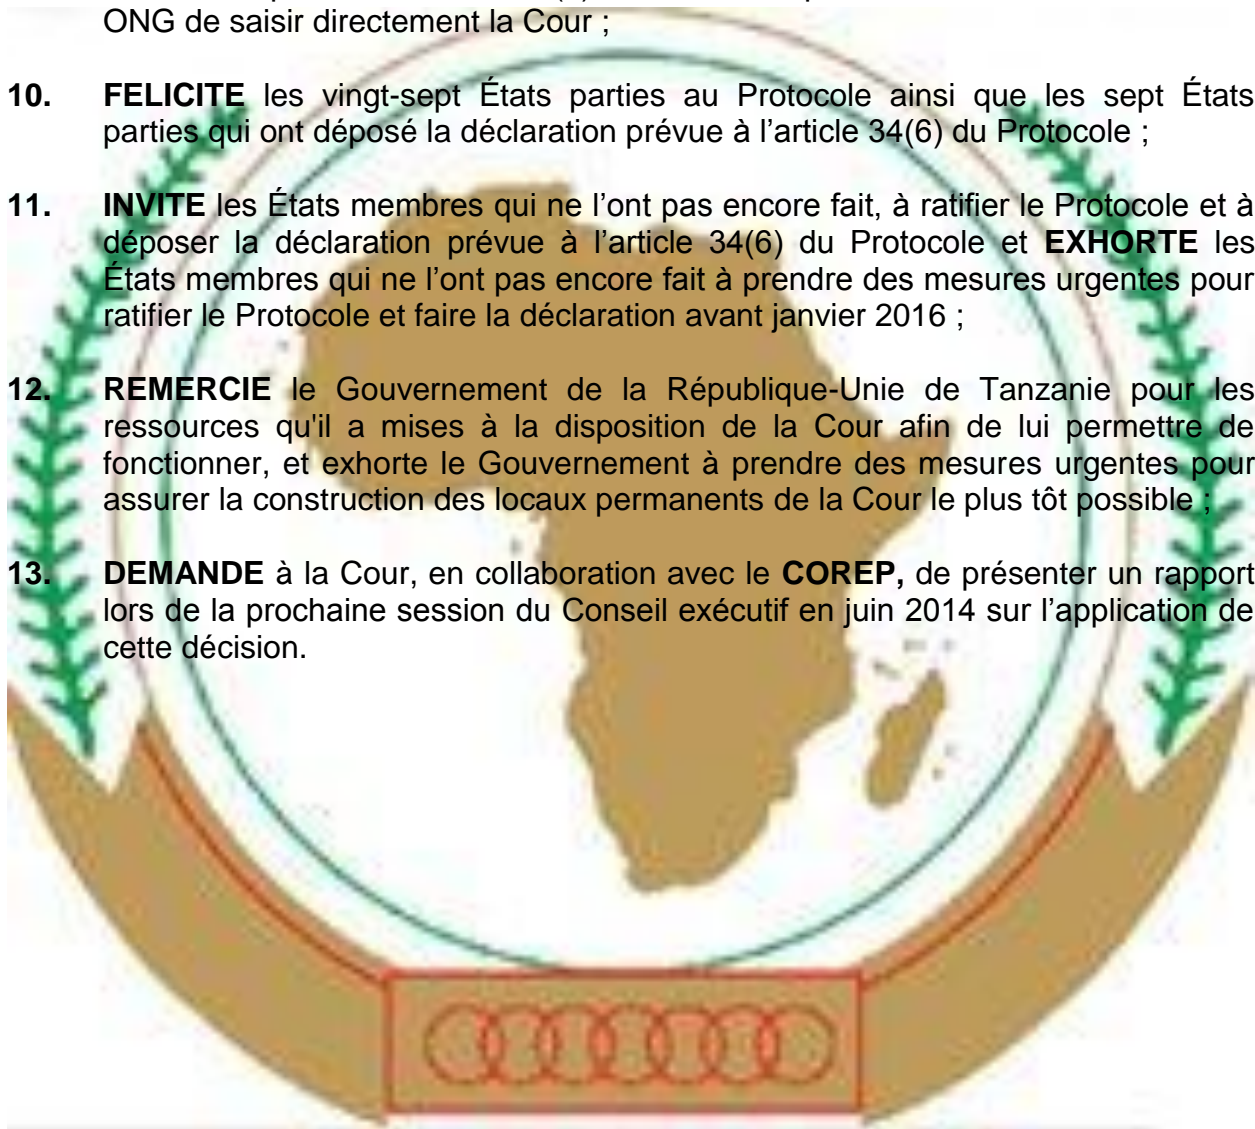 ONG de saisir directement la Cour ;
10. FELICITE les vingt-sept États parties au Protocole ainsi que les sept États
parties qui ont déposé la déclaration prévue à l’article 34(6) du Protocole ;
11. INVITE les États membres qui ne l’ont pas encore fait, à ratifier le Protocole et à
déposer la déclaration prévue à l’article 34(6) du Protocole et EXHORTE les
États membres qui ne l’ont pas encore fait à prendre des mesures urgentes pour
ratifier le Protocole et faire la déclaration avant janvier 2016 ;
12. REMERCIE le Gouvernement de la République-Unie de Tanzanie pour les
ressources qu'il a mises à la disposition de la Cour afin de lui permettre de
fonctionner, et exhorte le Gouvernement à prendre des mesures urgentes pour
assurer la construction des locaux permanents de la Cour le plus tôt possible ;
13. DEMANDE à la Cour, en collaboration avec le COREP, de présenter un rapport
lors de la prochaine session du Conseil exécutif en juin 2014 sur l’application de
cette décision.